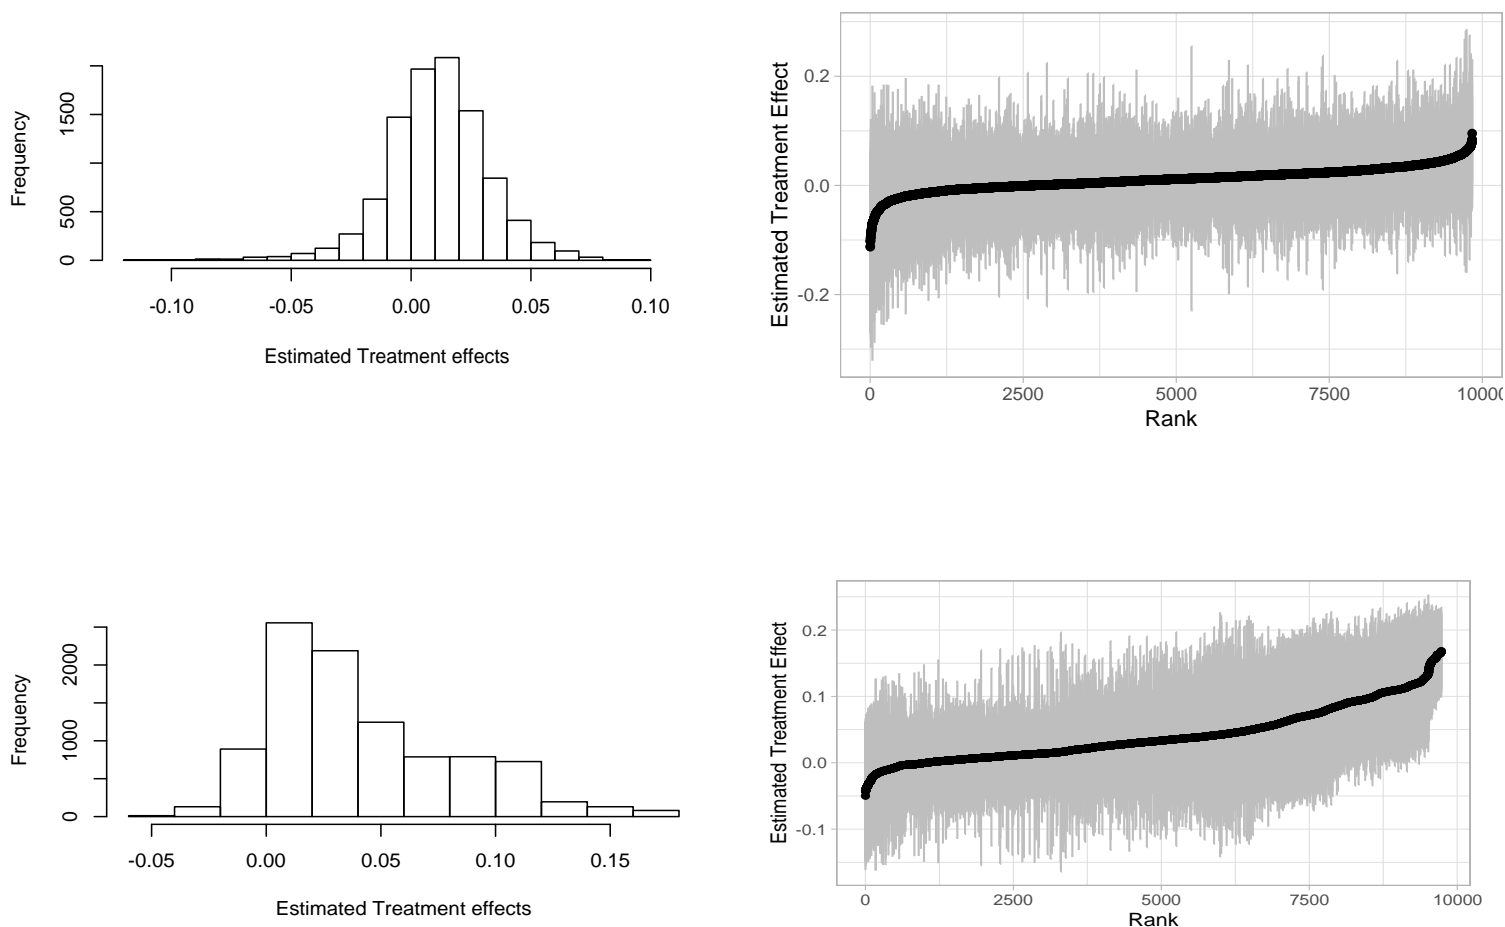 Frequency
0 500 1500
-0.10 -0.05 0.00 0.05 0.10
Estimated Treatment effects
Estimated Treatment Effect
0.2
0.0
-0.2
0 2500 5000 7500 10000
Rank
Frequency
0 1000 2000
-0.05 0.00 0.05 0.10 0.15
Estimated Treatment effects
Estimated Treatment Effect
0.2
0.1
0.0
-0.1
0 2500 5000 7500 10000
Rank